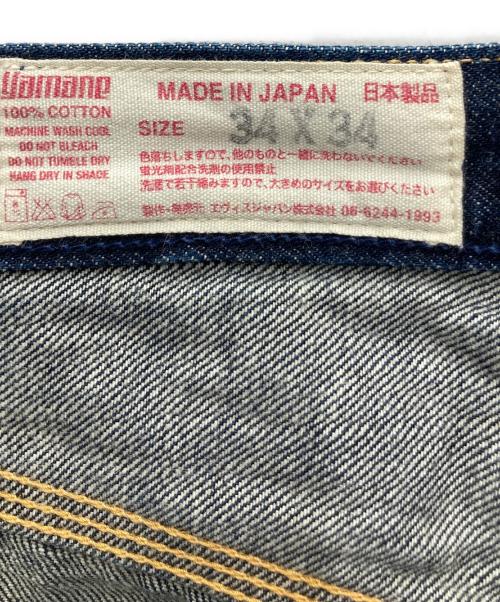 Yamane
100% COTTON
MACHINE WASH COOL
DO NOT BLEACH
DO NOT TUMBLE DRY
HANG DRY IN SHADE
MADE IN JAPAN 日本製品
SIZE 34 X 34
色落ちしますので、他のものと一緒に洗わないでください
蛍光剤配合洗剤の使用禁止
洗濯で若干縮みますので、大きめのサイズをお選びください
製作・発売元 エヴィスジャパン株式会社 06-6244-1993